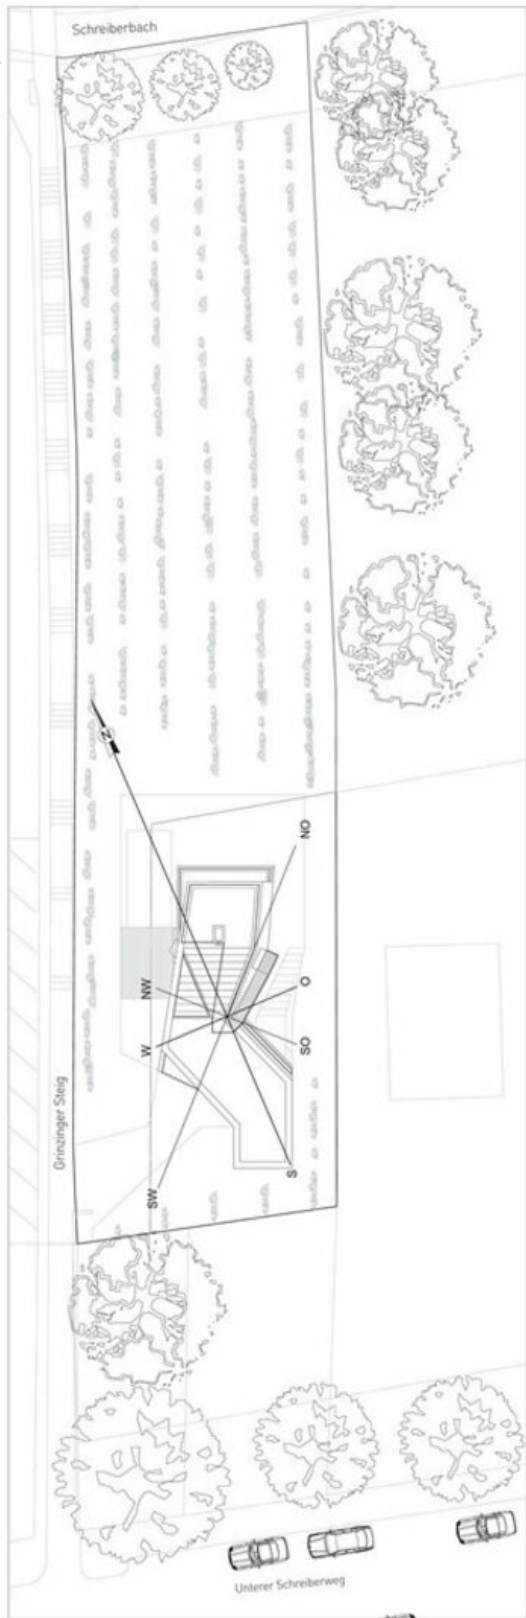 Schreiberbach
N
NO
NW
O
W
SO
Grinzinger Steig
S
SW
Unterer Schreiberweg